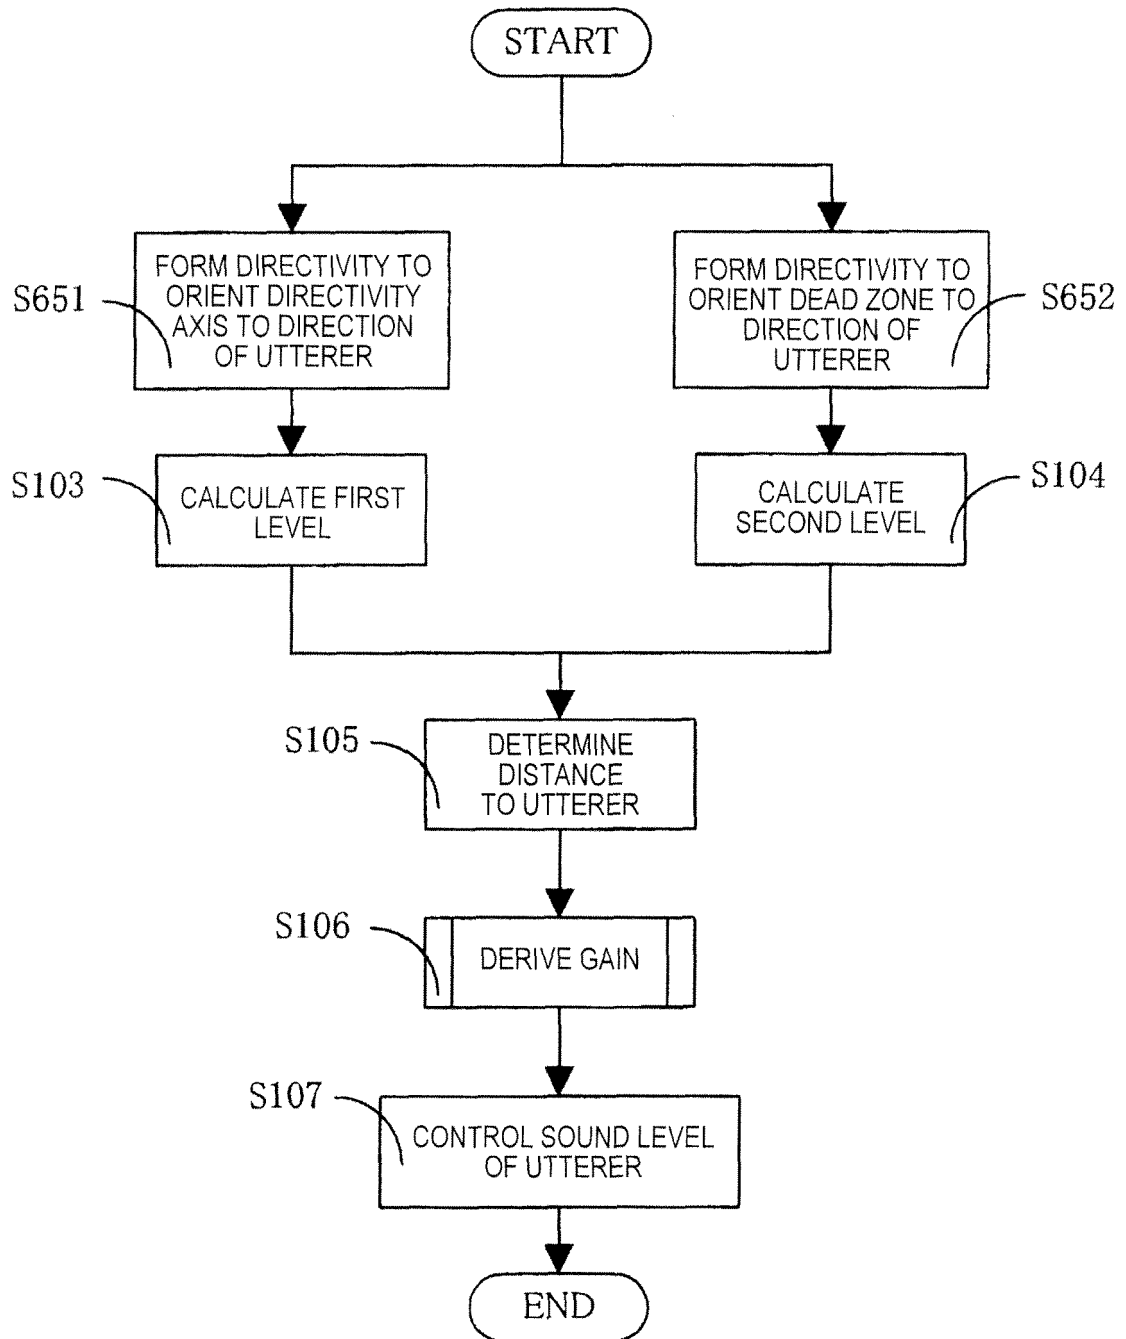 START
FORM DIRECTIVITY TO
ORIENT DIRECTIVITY
AXIS TO DIRECTION
OF UTTERER
S651
FORM DIRECTIVITY TO
ORIENT DEAD ZONE TO
DIRECTION OF
UTTERER
S652
S103
CALCULATE FIRST
LEVEL
CALCULATE
SECOND LEVEL
S104
S105
DETERMINE
DISTANCE
TO UTTERER
S106
DERIVE GAIN
S107
CONTROL SOUND LEVEL
OF UTTERER
END